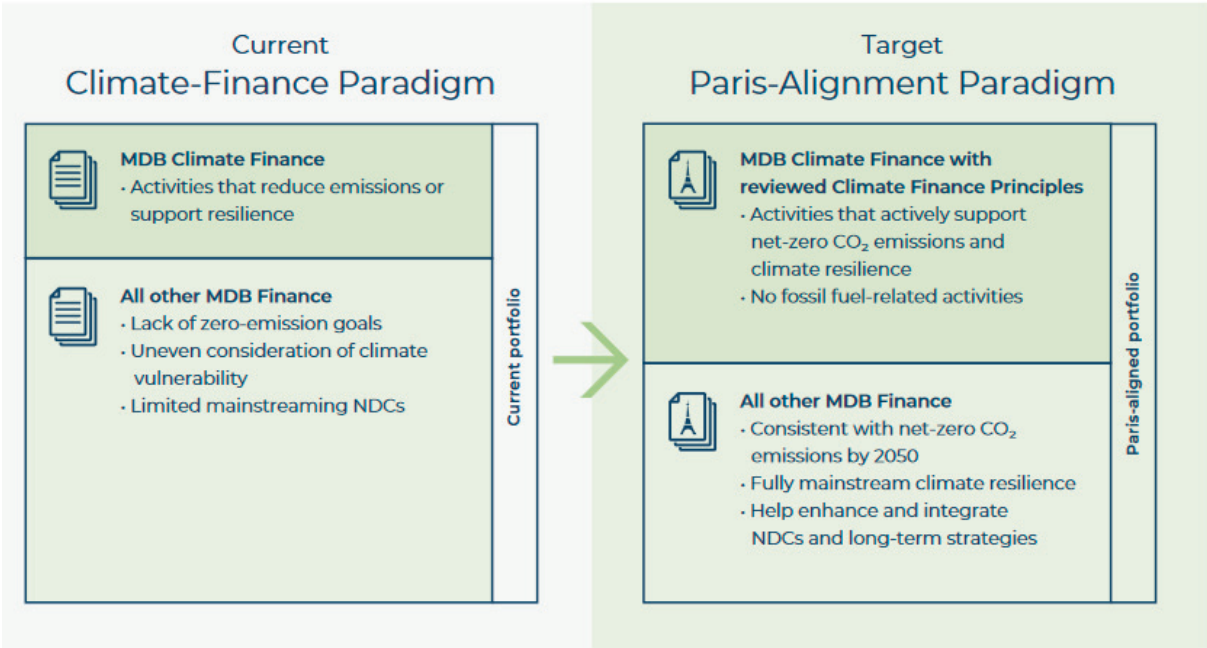 Current
Climate-Finance Paradigm
MDB Climate Finance
· Activities that reduce emissions or
support resilience
All other MDB Finance
· Lack of zero-emission goals
· Uneven consideration of climate
vulnerability
· Limited mainstreaming NDCs
Current portfolio
Target
Paris-Alignment Paradigm
MDB Climate Finance with
reviewed Climate Finance Principles
· Activities that actively support
net-zero CO₂ emissions and
climate resilience
· No fossil fuel-related activities
All other MDB Finance
· Consistent with net-zero CO₂
emissions by 2050
· Fully mainstream climate resilience
· Help enhance and integrate
NDCs and long-term strategies
Paris-aligned portfolio